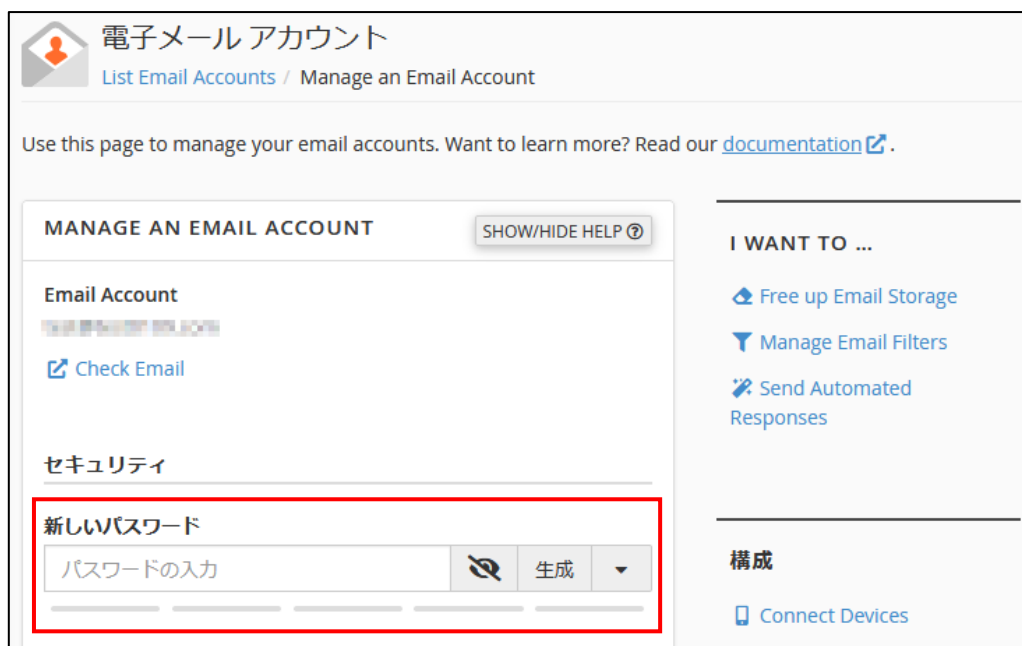 電子メール アカウント
List Email Accounts / Manage an Email Account
Use this page to manage your email accounts. Want to learn more? Read our documentation .
MANAGE AN EMAIL ACCOUNT
SHOW/HIDE HELP
Email Account
Check Email
セキュリティ
新しいパスワード
パスワードの入力
生成
I WANT TO ...
Free up Email Storage
Manage Email Filters
Send Automated
Responses
構成
Connect Devices